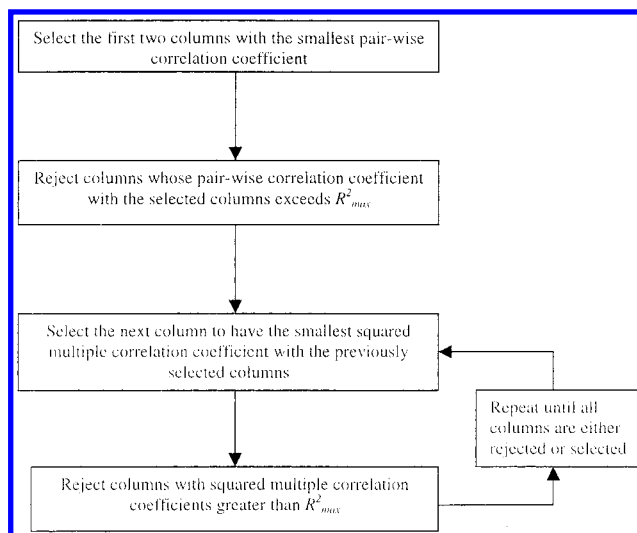 Select the first two columns with the smallest pair-wise
correlation coefficient
Reject columns whose pair-wise correlation coefficient
with the selected columns exceeds R²max
Select the next column to have the smallest squared
multiple correlation coefficient with the previously
selected columns
Repeat until all
columns are either
rejected or selected
Reject columns with squared multiple correlation
coefficients greater than R²max